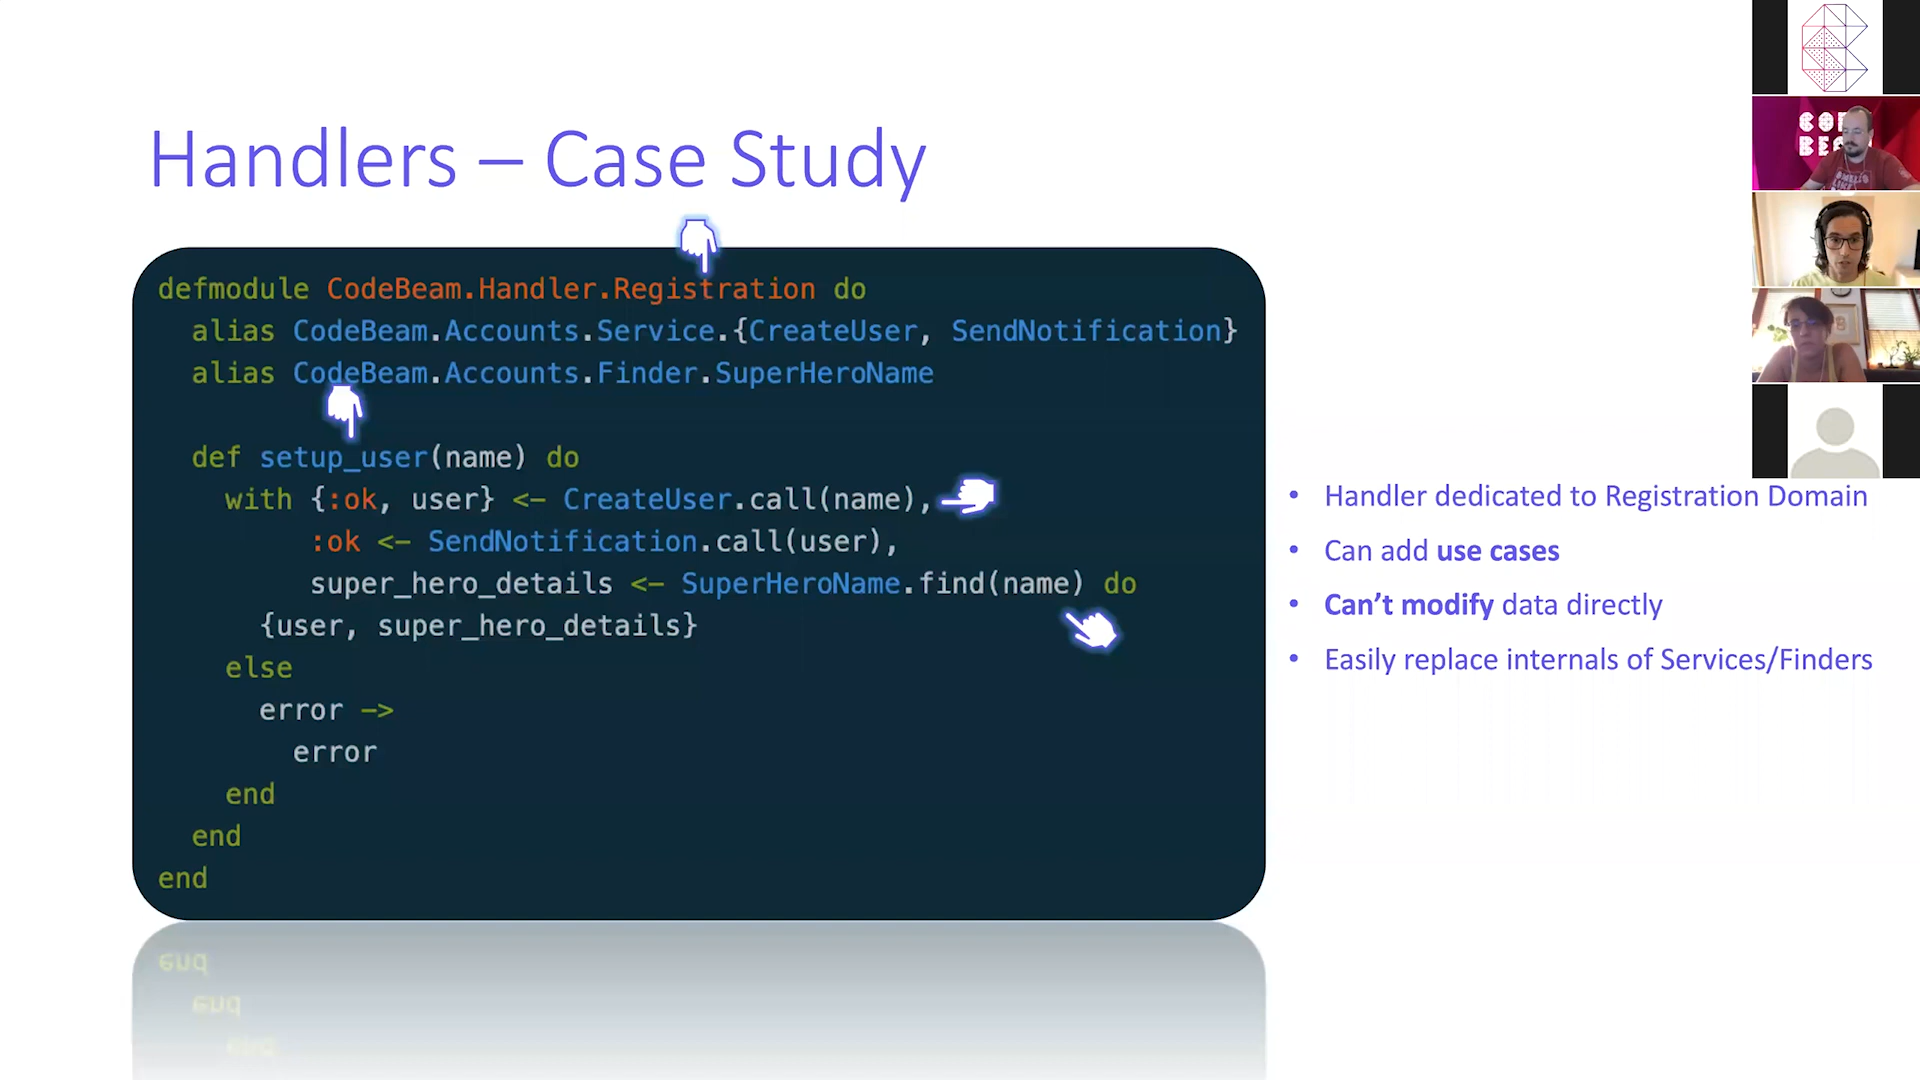 Handlers – Case Study
defmodule CodeBeam.Handler.Registration do
alias CodeBeam.Accounts.Service.{CreateUser, SendNotification}
alias CodeBeam.Accounts.Finder.SuperHeroName
def setup_user(name) do
with {:ok, user} <- CreateUser.call(name),
:ok <- SendNotification.call(user),
super_hero_details <- SuperHeroName.find(name) do
{user, super_hero_details}
else
error ->
error
end
end
end
• Handler dedicated to Registration Domain
• Can add use cases
• Can’t modify data directly
• Easily replace internals of Services/Finders